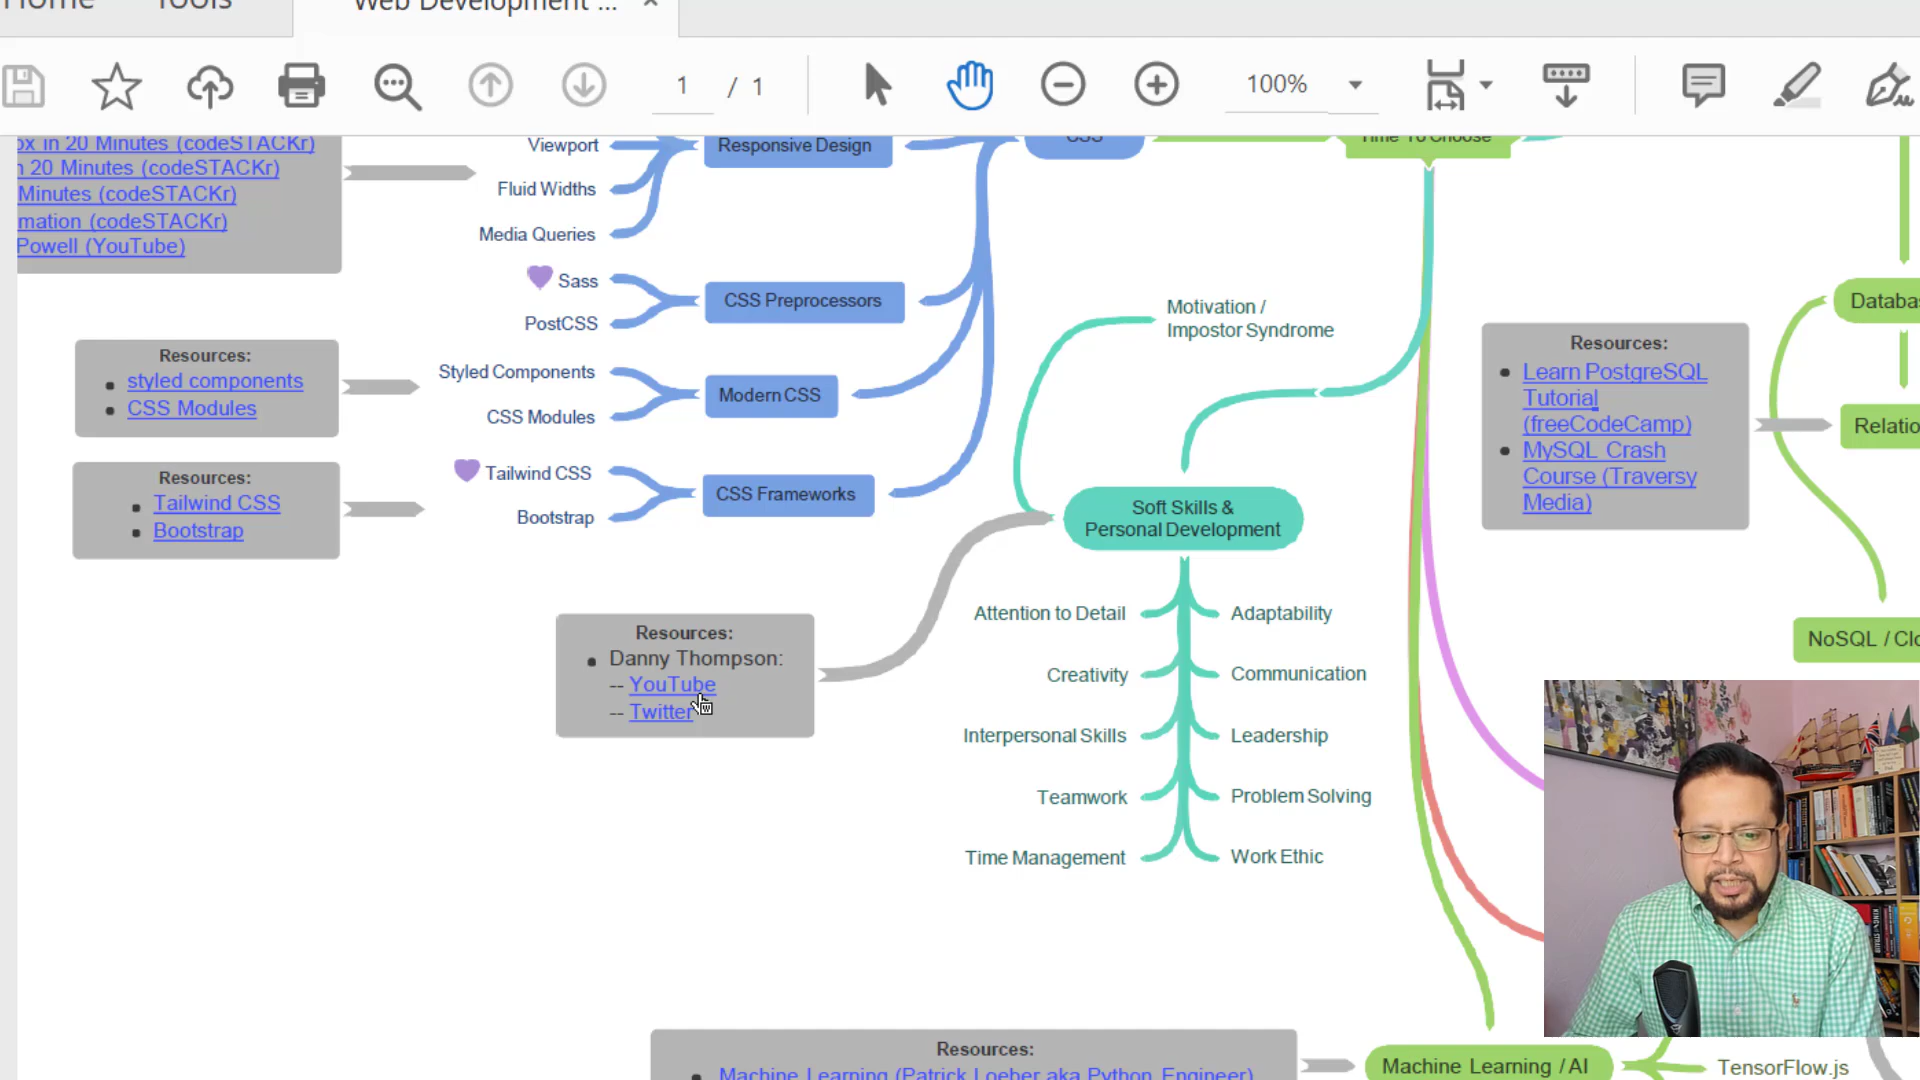 Home Tools Web Development ...
1 / 1 100%
ox in 20 Minutes (codeSTACKr)
n 20 Minutes (codeSTACKr)
Minutes (codeSTACKr)
mation (codeSTACKr)
Powell (YouTube)
Viewport
Fluid Widths
Media Queries
Responsive Design
CSS
Time To Choose
Sass
PostCSS
CSS Preprocessors
Resources:
styled components
CSS Modules
Styled Components
CSS Modules
Modern CSS
Resources:
Tailwind CSS
Bootstrap
Tailwind CSS
Bootstrap
CSS Frameworks
Motivation /
Impostor Syndrome
Soft Skills &
Personal Development
Resources:
Danny Thompson:
-- YouTube
-- Twitter
Attention to Detail
Creativity
Interpersonal Skills
Teamwork
Time Management
Adaptability
Communication
Leadership
Problem Solving
Work Ethic
Resources:
Learn PostgreSQL
Tutorial
(freeCodeCamp)
MySQL Crash
Course (Traversy
Media)
Databa
Relatio
NoSQL / Clo
Resources:
Machine Learning (Patrick Loeber aka Python Engineer)
Machine Learning / AI
TensorFlow.js